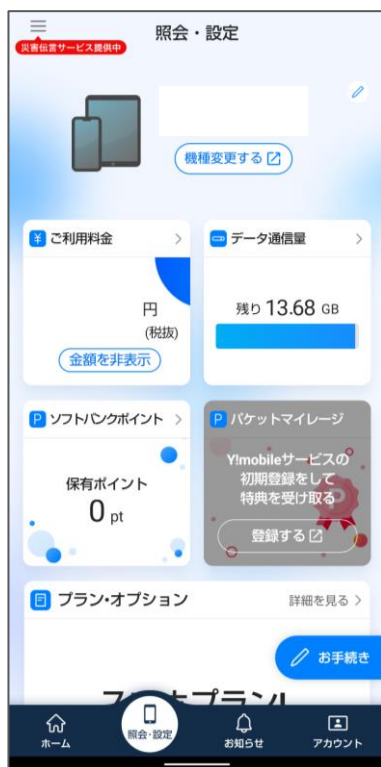 照会・設定
災害伝言サービス提供中
機種変更する
¥ ご利用料金
データ通信量
円
(税抜)
金額を非表示
残り 13.68 GB
P ソフトバンクポイント
P パケットマイレージ
保有ポイント
0 pt
Y!mobileサービスの
初期登録をして
特典を受け取る
登録する
プラン・オプション
詳細を見る
お手続き
ホーム
照会・設定
お知らせ
アカウント